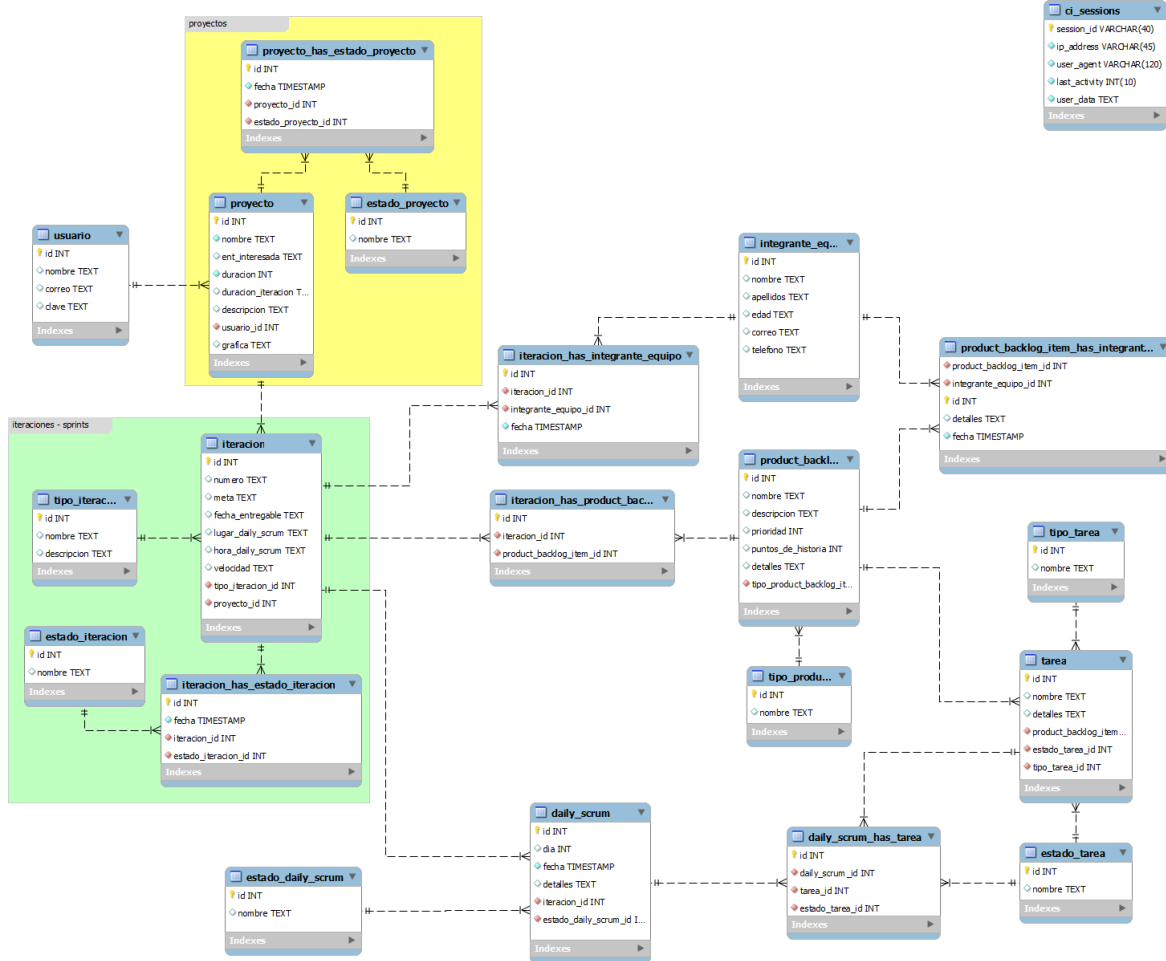 proyectos
proyecto_has_estado_proyecto
id INT
fecha TIMESTAMP
proyecto_id INT
estado_proyecto_id INT
Indexes
proyecto
id INT
nombre TEXT
ent_interesada TEXT
duracion INT
duracion_iteracion T...
descripcion TEXT
usuario_id INT
grafica TEXT
Indexes
estado_proyecto
id INT
nombre TEXT
Indexes
usuario
id INT
nombre TEXT
correo TEXT
clave TEXT
Indexes
ci_sessions
session_id VARCHAR(40)
ip_address VARCHAR(45)
user_agent VARCHAR(120)
last_activity INT(10)
user_data TEXT
Indexes
integrante_eq...
id INT
nombre TEXT
apellidos TEXT
edad TEXT
correo TEXT
telefono TEXT
Indexes
iteracion_has_integrante_equipo
id INT
iteracion_id INT
integrante_equipo_id INT
fecha TIMESTAMP
Indexes
product_backlog_item_has_integrant...
product_backlog_item_id INT
integrante_equipo_id INT
id INT
detalles TEXT
fecha TIMESTAMP
Indexes
iteraciones - sprints
iteracion
id INT
numero TEXT
meta TEXT
fecha_entregable TEXT
lugar_daily_scrum TEXT
hora_daily_scrum TEXT
velocidad TEXT
tipo_iteracion_id INT
proyecto_id INT
Indexes
tipo_iterac...
id INT
nombre TEXT
descripcion TEXT
Indexes
estado_iteracion
id INT
nombre TEXT
Indexes
iteracion_has_estado_iteracion
id INT
fecha TIMESTAMP
iteracion_id INT
estado_iteracion_id INT
Indexes
iteracion_has_product_bac...
id INT
iteracion_id INT
product_backlog_item_id INT
Indexes
product_backl...
id INT
nombre TEXT
descripcion TEXT
prioridad INT
puntos_de_historia INT
detalles TEXT
tipo_product_backlog_it...
Indexes
tipo_produ...
id INT
nombre TEXT
Indexes
tipo_tarea
id INT
nombre TEXT
Indexes
tarea
id INT
nombre TEXT
detalles TEXT
product_backlog_item...
estado_tarea_id INT
tipo_tarea_id INT
Indexes
estado_tarea
id INT
nombre TEXT
Indexes
daily_scrum_has_tarea
id INT
daily_scrum_id INT
tarea_id INT
estado_tarea_id INT
Indexes
daily_scrum
id INT
dia INT
fecha TIMESTAMP
detalles TEXT
iteracion_id INT
estado_daily_scrum_id I...
Indexes
estado_daily_scrum
id INT
nombre TEXT
Indexes